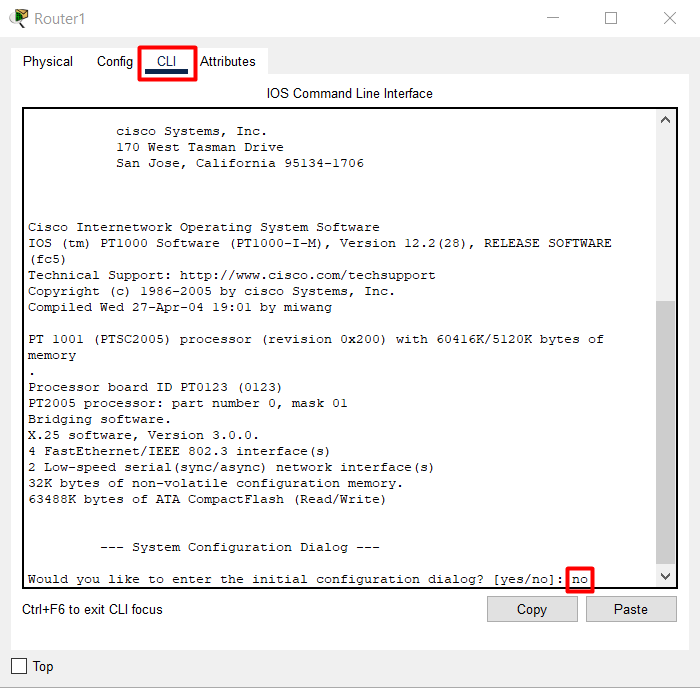 Router1
Physical Config CLI Attributes
IOS Command Line Interface
cisco Systems, Inc.
170 West Tasman Drive
San Jose, California 95134-1706
Cisco Internetwork Operating System Software
IOS (tm) PT1000 Software (PT1000-I-M), Version 12.2(28), RELEASE SOFTWARE
(fc5)
Technical Support: http://www.cisco.com/techsupport
Copyright (c) 1986-2005 by cisco Systems, Inc.
Compiled Wed 27-Apr-04 19:01 by miwang
PT 1001 (PTSC2005) processor (revision 0x200) with 60416K/5120K bytes of
memory
.
Processor board ID PT0123 (0123)
PT2005 processor: part number 0, mask 01
Bridging software.
X.25 software, Version 3.0.0.
4 FastEthernet/IEEE 802.3 interface(s)
2 Low-speed serial(sync/async) network interface(s)
32K bytes of non-volatile configuration memory.
63488K bytes of ATA CompactFlash (Read/Write)
--- System Configuration Dialog ---
Would you like to enter the initial configuration dialog? [yes/no]: no
Ctrl+F6 to exit CLI focus
Copy Paste
Top